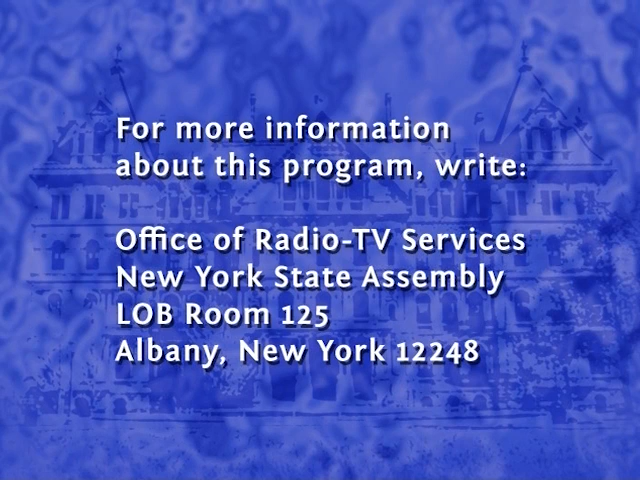 For more information
about this program, write:
Office of Radio-TV Services
New York State Assembly
LOB Room 125
Albany, New York 12248